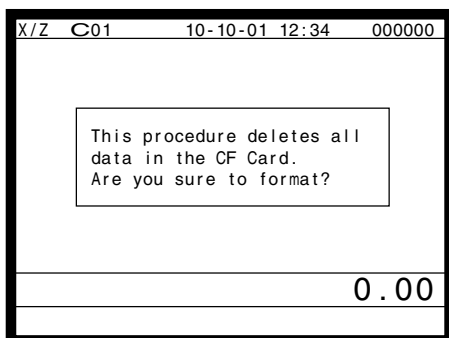 X/Z C01 10-10-01 12:34 000000
This procedure deletes all
data in the CF Card.
Are you sure to format?
0.00